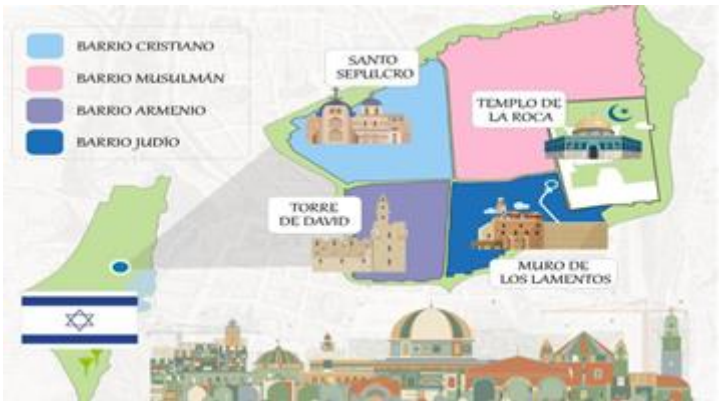 BARRIO CRISTIANO
BARRIO MUSULMÁN
BARRIO ARMENIO
BARRIO JUDÍO
SANTO
SEPULCRO
TEMPLO DE
LA ROCA
TORRE
DE DAVID
MURO DE
LOS LAMENTOS